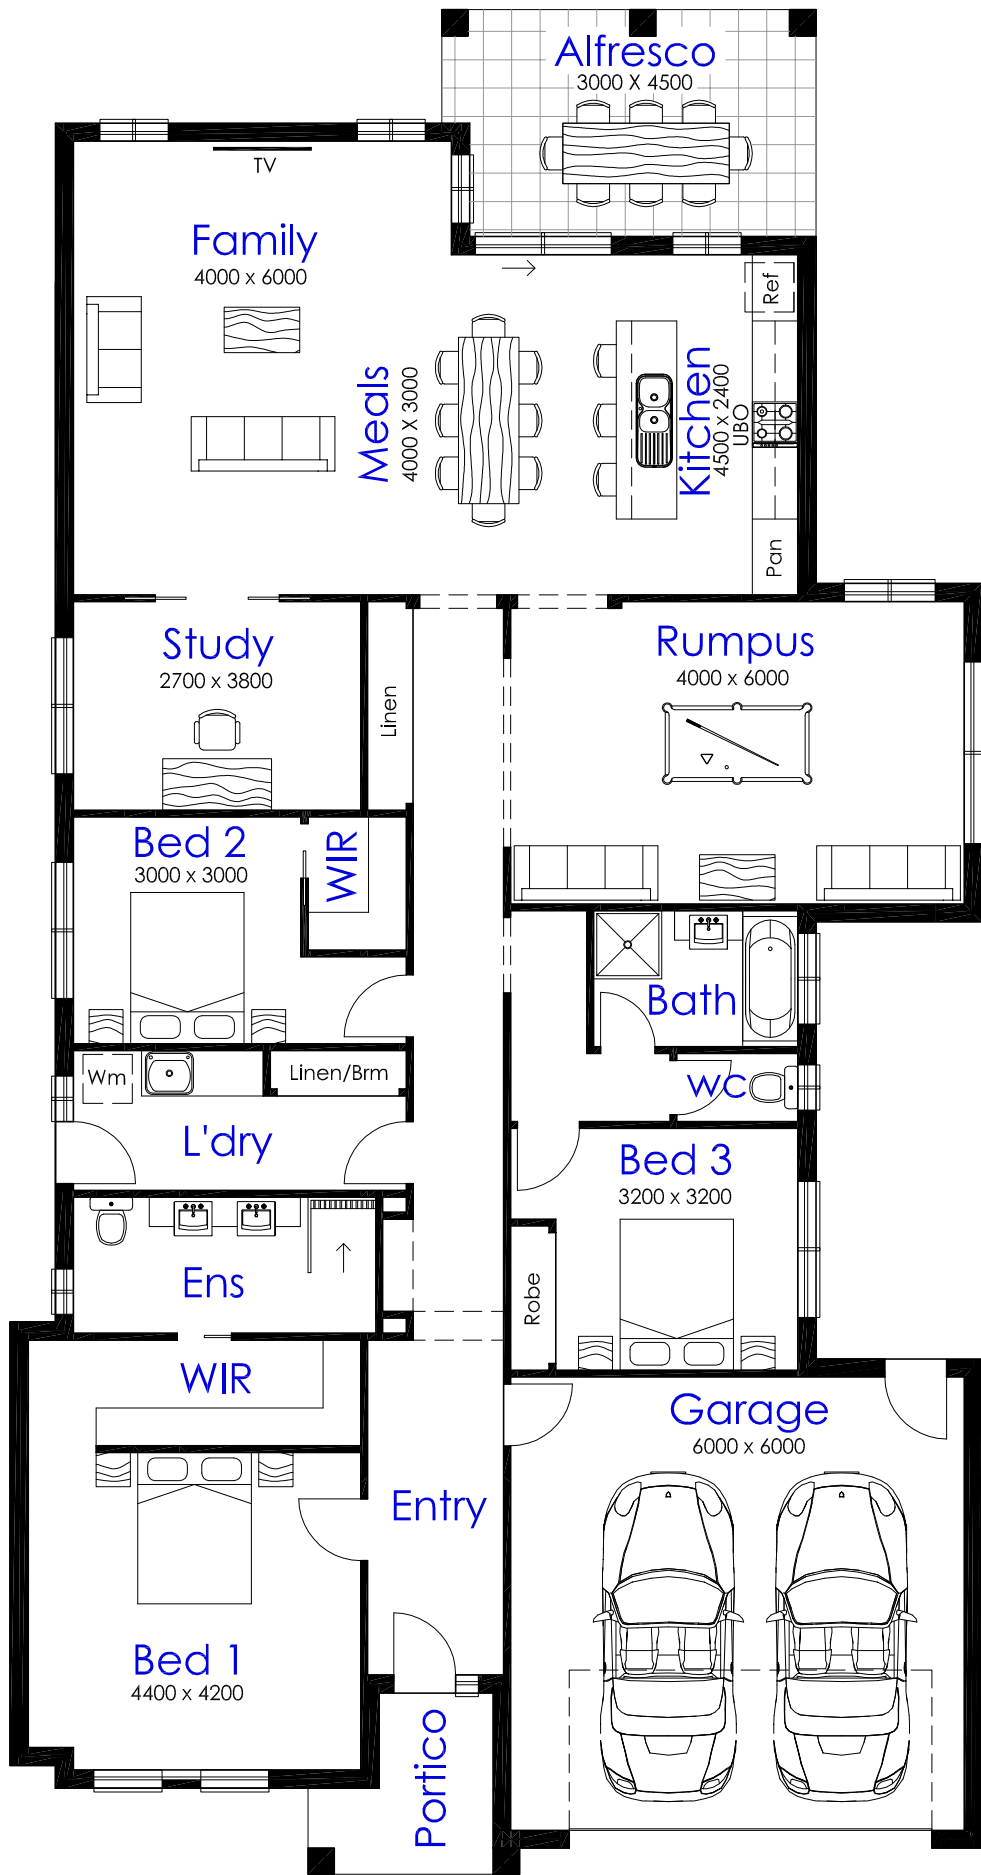 Alfresco
3000 X 4500
TV
Family
4000 x 6000
Ref
Meals
4000 X 3000
Kitchen
4500 x 2400
UBO
Pan
Study
2700 x 3800
Linen
Rumpus
4000 x 6000
Bed 2
3000 x 3000
WIR
Bath
Wm
Linen/Brm
WC
L'dry
Bed 3
3200 x 3200
Ens
Robe
WIR
Garage
6000 x 6000
Entry
Bed 1
4400 x 4200
Portico